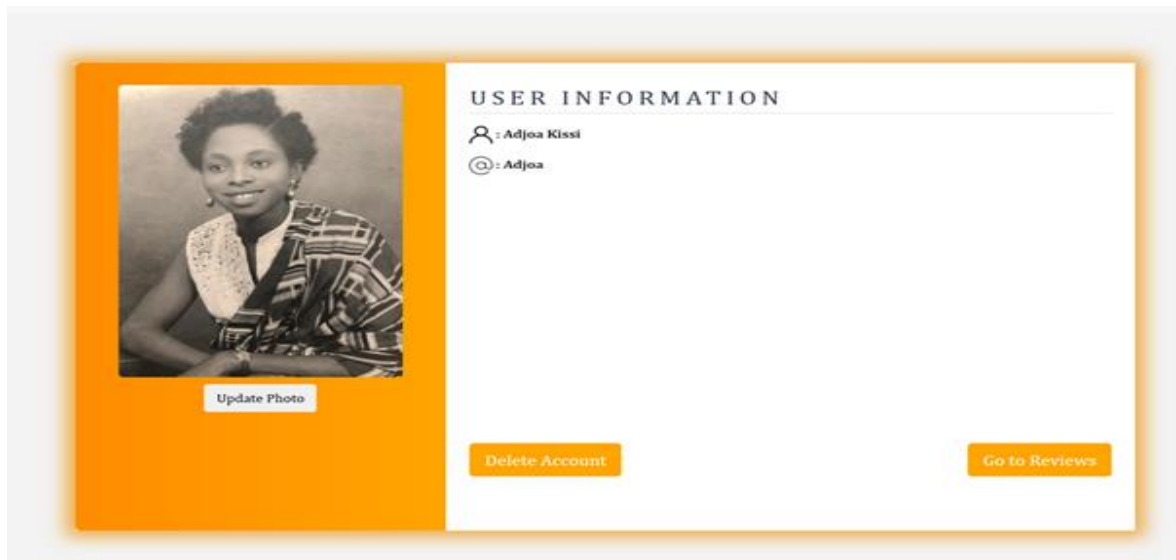 USER INFORMATION
: Adjoa Kissi
@ : Adjoa
Update Photo
Delete Account
Go to Reviews